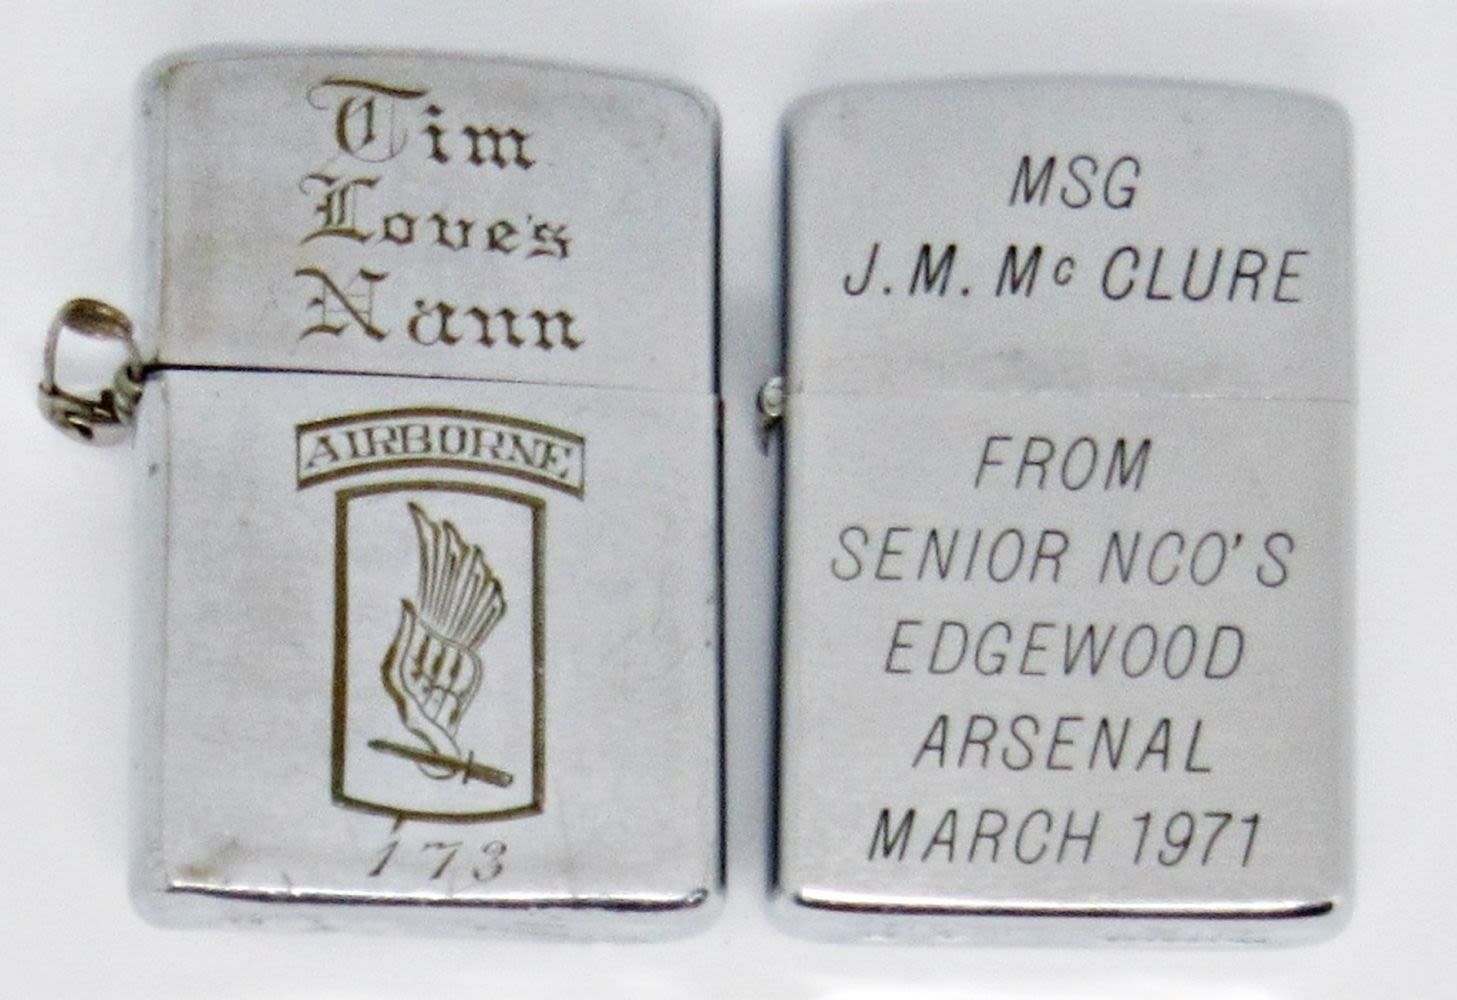 Tim
Love's
Nann
AIRBORNE
173
MSG
J.M. Mc CLURE
FROM
SENIOR NCO'S
EDGEWOOD
ARSENAL
MARCH 1971